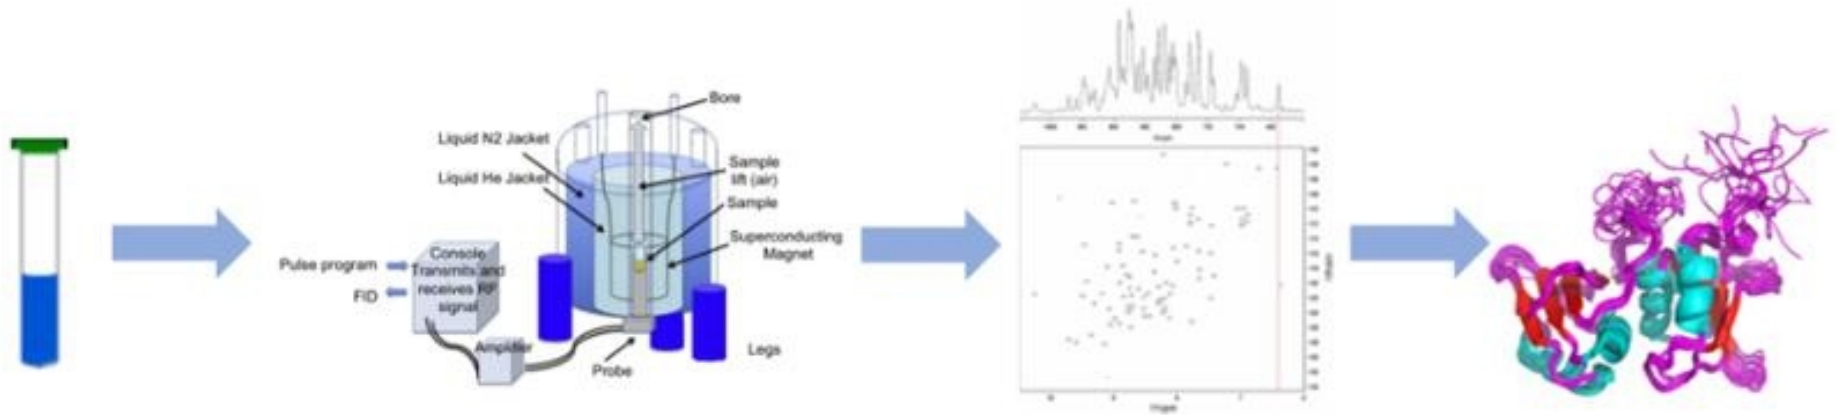 Bore
Liquid N2 Jacket
Liquid He Jacket
Sample
lift (air)
Sample
Superconducting
Magnet
Pulse program
FID
Console
Transmits and
receives RF
signal
Amplifier
Probe
Legs